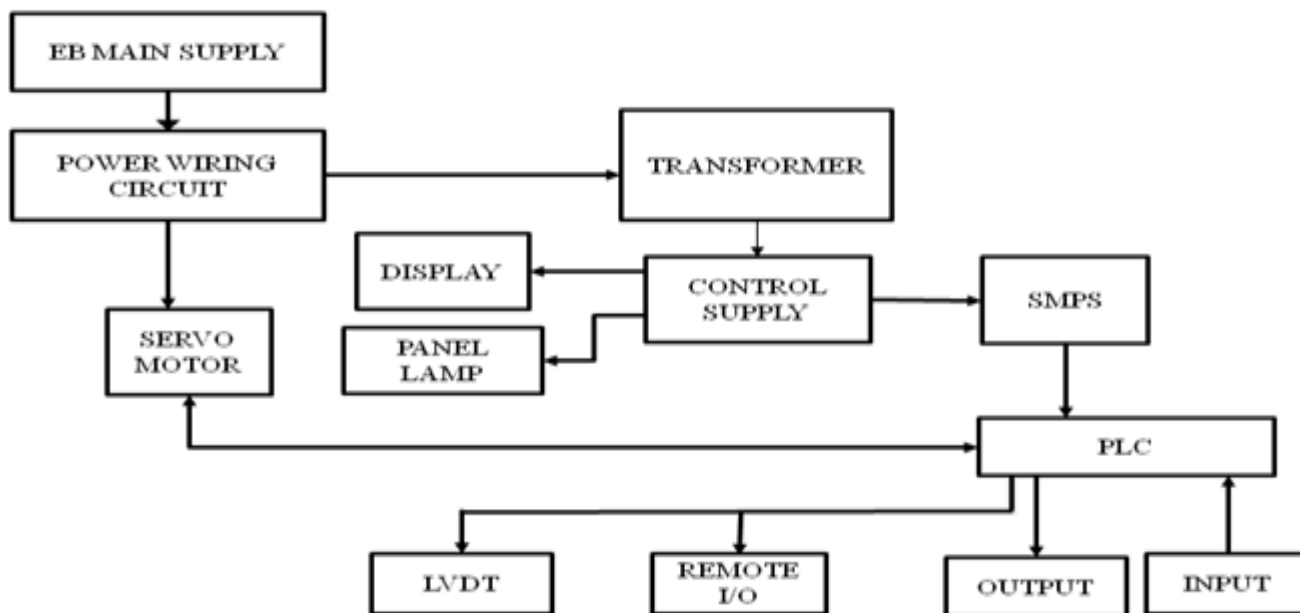 EB MAIN SUPPLY
POWER WIRING
CIRCUIT
TRANSFORMER
DISPLAY
CONTROL
SUPPLY
SMPS
SERVO
MOTOR
PANEL
LAMP
PLC
LVDT
REMOTE
I/O
OUTPUT
INPUT